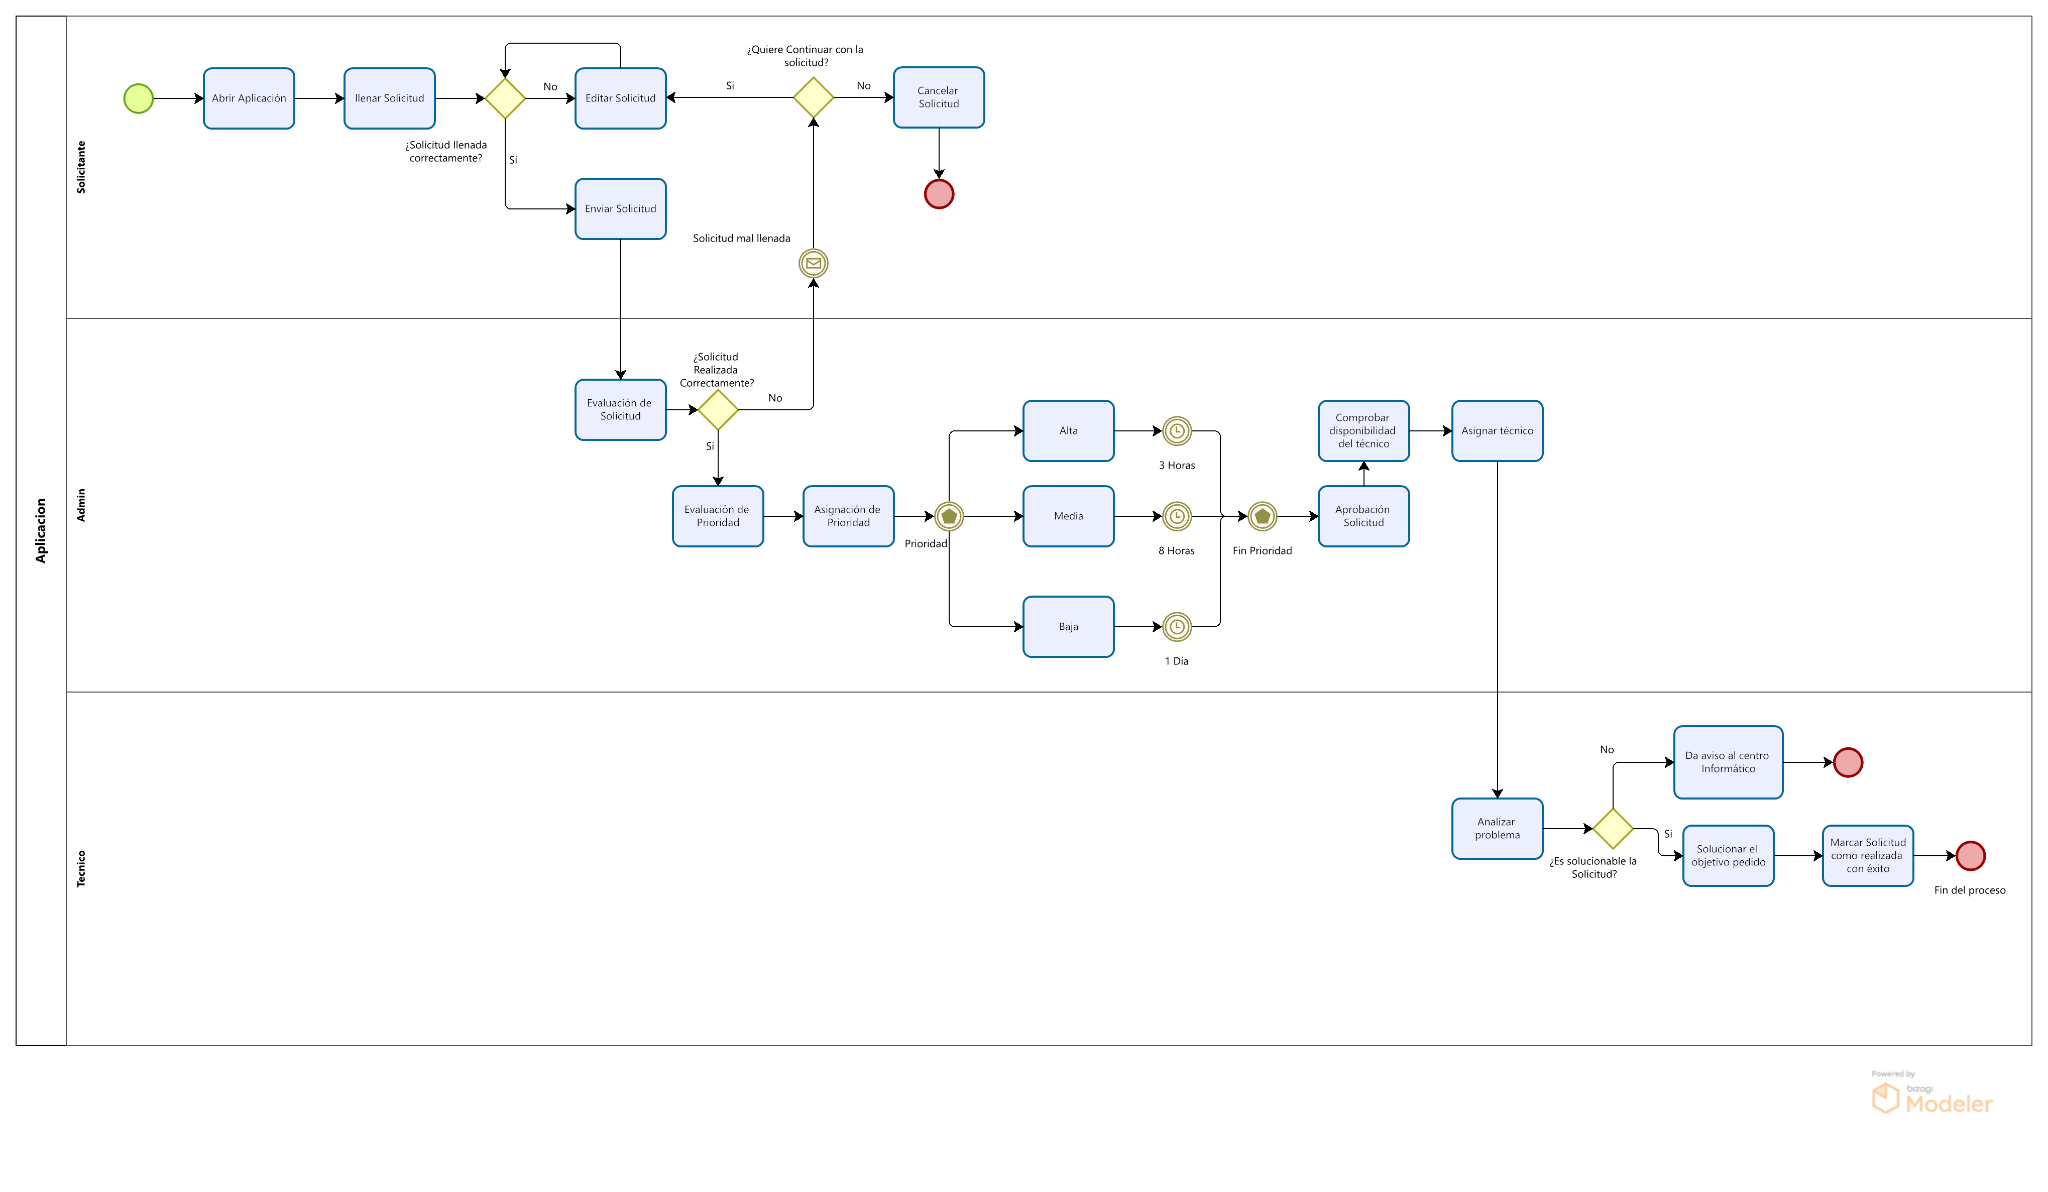 Aplicacion
Solicitante
Abrir Aplicación
llenar Solicitud
¿Solicitud llenada
correctamente?
No
Si
Editar Solicitud
Enviar Solicitud
¿Quiere Continuar con la
solicitud?
Si
No
Cancelar
Solicitud
Solicitud mal llenada
Admin
Evaluación de
Solicitud
¿Solicitud
Realizada
Correctamente?
No
Si
Evaluación de
Prioridad
Asignación de
Prioridad
Prioridad
Alta
3 Horas
Media
8 Horas
Baja
1 Día
Fin Prioridad
Aprobación
Solicitud
Comprobar
disponibilidad
del técnico
Asignar técnico
Tecnico
Analizar
problema
¿Es solucionable la
Solicitud?
No
Si
Da aviso al centro
Informático
Solucionar el
objetivo pedido
Marcar Solicitud
como realizada
con éxito
Fin del proceso
Powered by
bizagi
Modeler